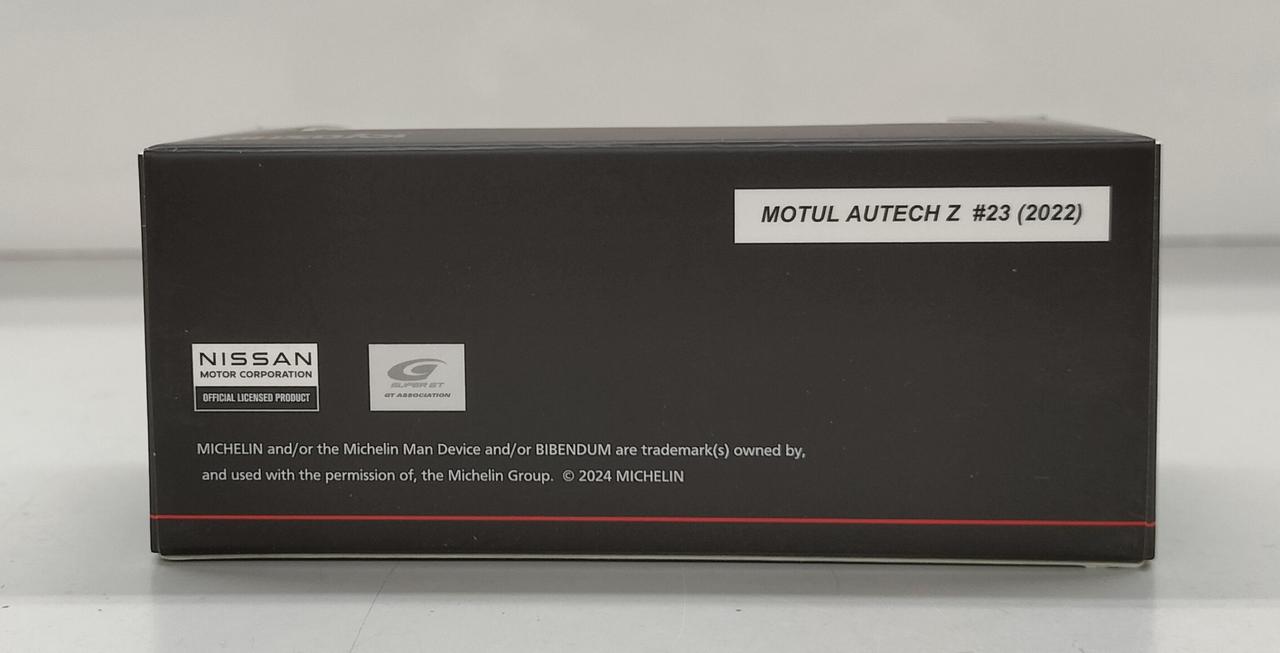 MOTUL AUTECH Z #23 (2022)
NISSAN
MOTOR CORPORATION
OFFICIAL LICENSED PRODUCT
SUPER GT
GT ASSOCIATION
MICHELIN and/or the Michelin Man Device and/or BIBENDUM are trademark(s) owned by,
and used with the permission of, the Michelin Group. © 2024 MICHELIN